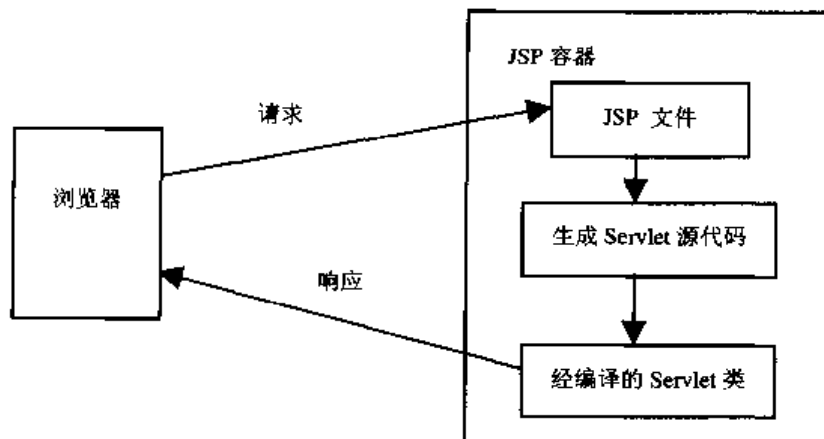 JSP 容器
请求
JSP 文件
浏览器
生成 Servlet 源代码
响应
经编译的 Servlet 类